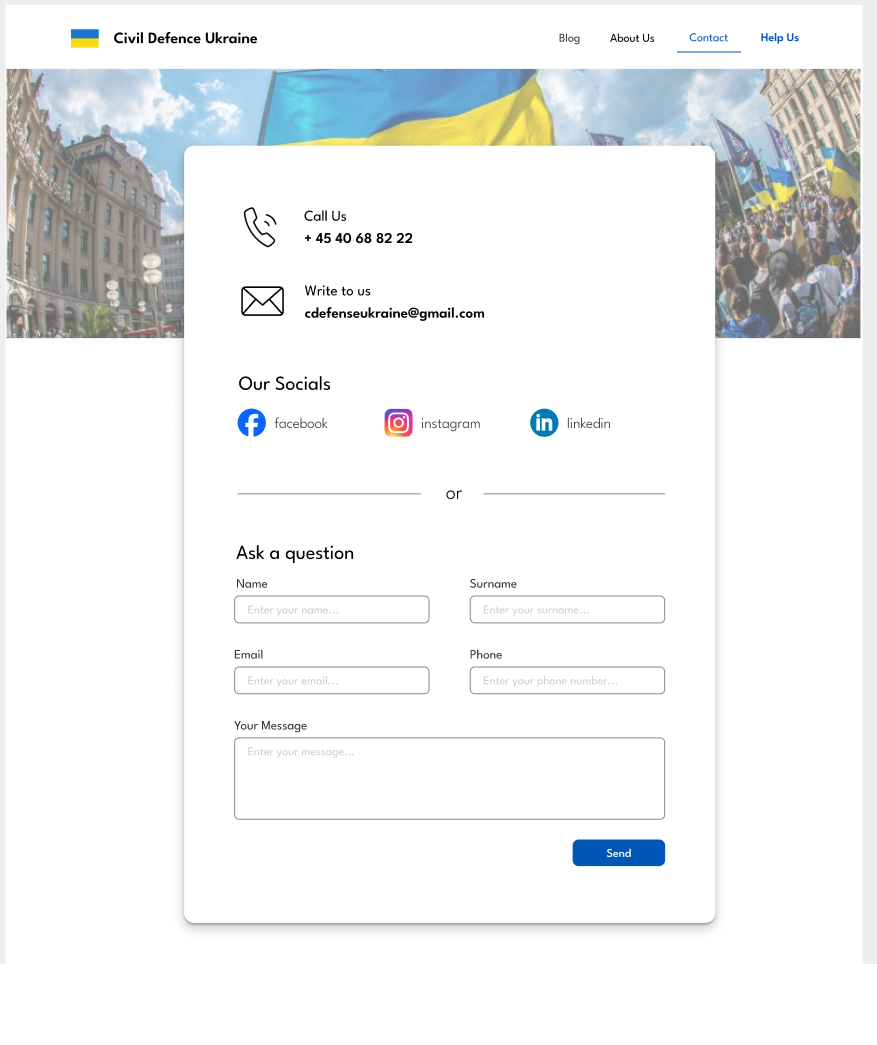 Civil Defence Ukraine
Blog
About Us
Contact
Help Us
Call Us
+ 45 40 68 82 22
Write to us
cdefenseukraine@gmail.com
Our Socials
facebook
instagram
linkedin
or
Ask a question
Name
Surname
Enter your name...
Enter your surname...
Email
Phone
Enter your email...
Enter your phone number...
Your Message
Enter your message...
Send